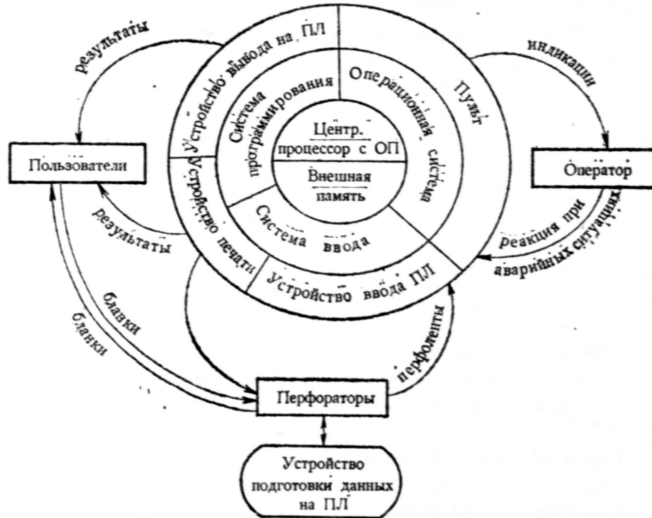 результаты
Устройство вывода на ПЛ
Система
программирования
Операционная система
Пульт
индикации
Центр.
процессор с ОП
Внешная
память
Пользователи
Оператор
результаты
Устройство печати
Система ввода
Устройство ввода ПЛ
реакция при
аварийных ситуациях
бланки
бланки
перфоленты
Перфораторы
Устройство
подготовки данных
на ПЛ